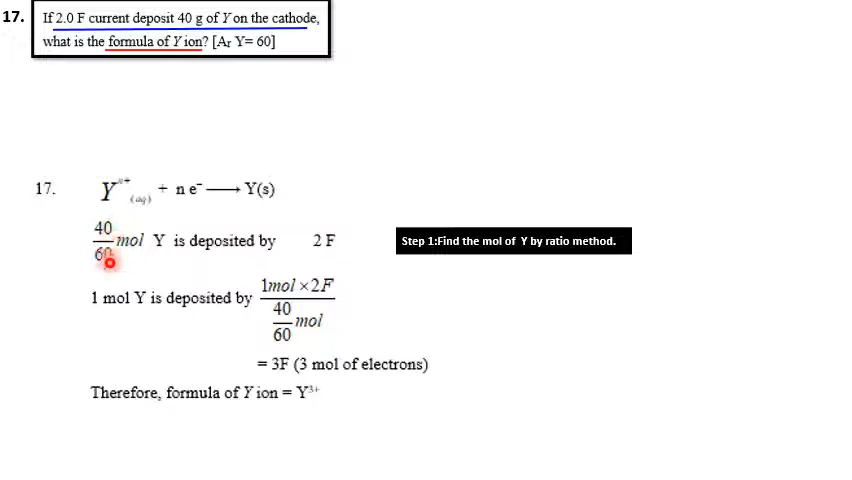 17. If 2.0 F current deposit 40 g of Y on the cathode,
what is the formula of Y ion? [Ar Y= 60]
17. Yⁿ⁺(aq) + n e⁻ ⟶ Y(s)
40/60 mol Y is deposited by 2 F
Step 1:Find the mol of Y by ratio method.
1 mol Y is deposited by (1mol × 2F)/(40/60 mol)
= 3F (3 mol of electrons)
Therefore, formula of Y ion = Y³⁺